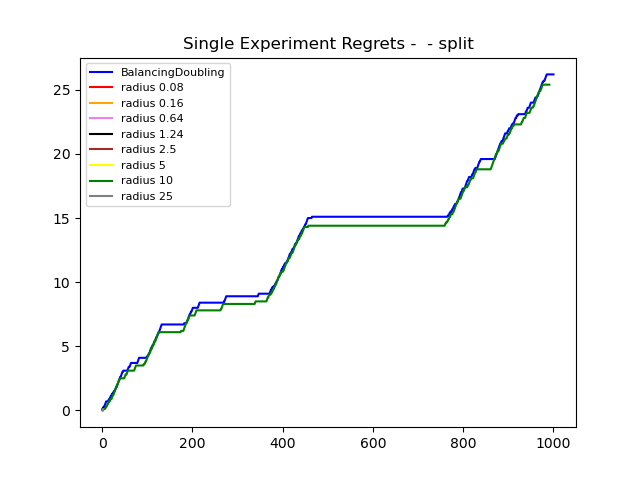 Single Experiment Regrets -  - split
BalancingDoubling
radius 0.08
radius 0.16
radius 0.64
radius 1.24
radius 2.5
radius 5
radius 10
radius 25
25
20
15
10
5
0
0 200 400 600 800 1000